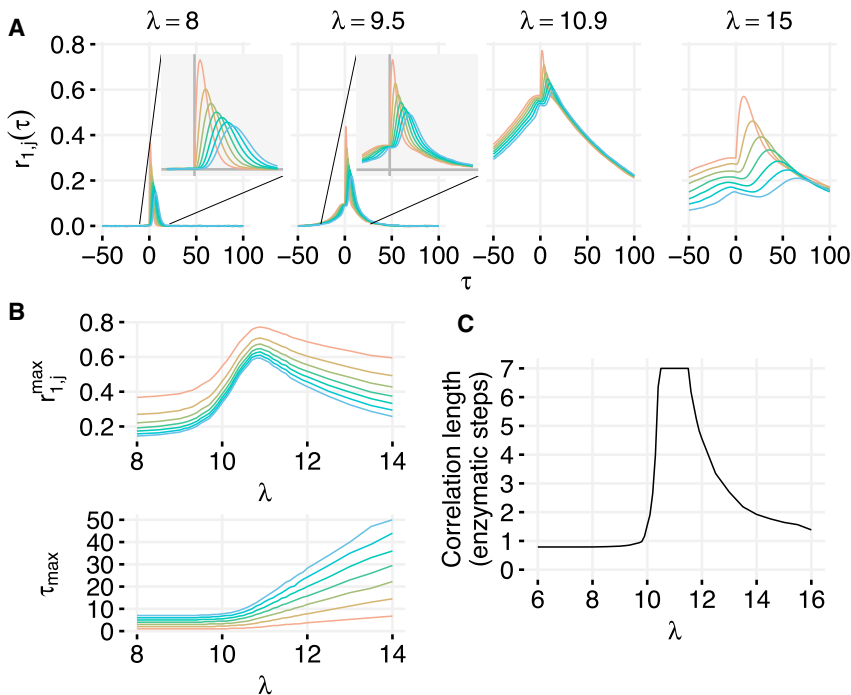 A
λ = 8
λ = 9.5
λ = 10.9
λ = 15
r1,j(τ)
0.8
0.6
0.4
0.2
0.0
−50 0 50 100
−50 0 50 100
−50 0 50 100
−50 0 50 100
τ
B
r1,j max
0.8
0.6
0.4
0.2
8 10 12 14
λ
τmax
50
40
30
20
10
0
8 10 12 14
λ
C
Correlation length
(enzymatic steps)
7
6
5
4
3
2
1
0
6 8 10 12 14 16
λ